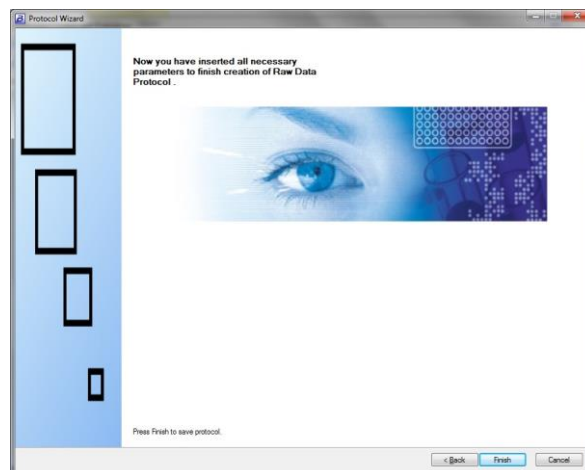 Protocol Wizard
Now you have inserted all necessary
parameters to finish creation of Raw Data
Protocol .
Press Finish to save protocol.
< Back
Finish
Cancel